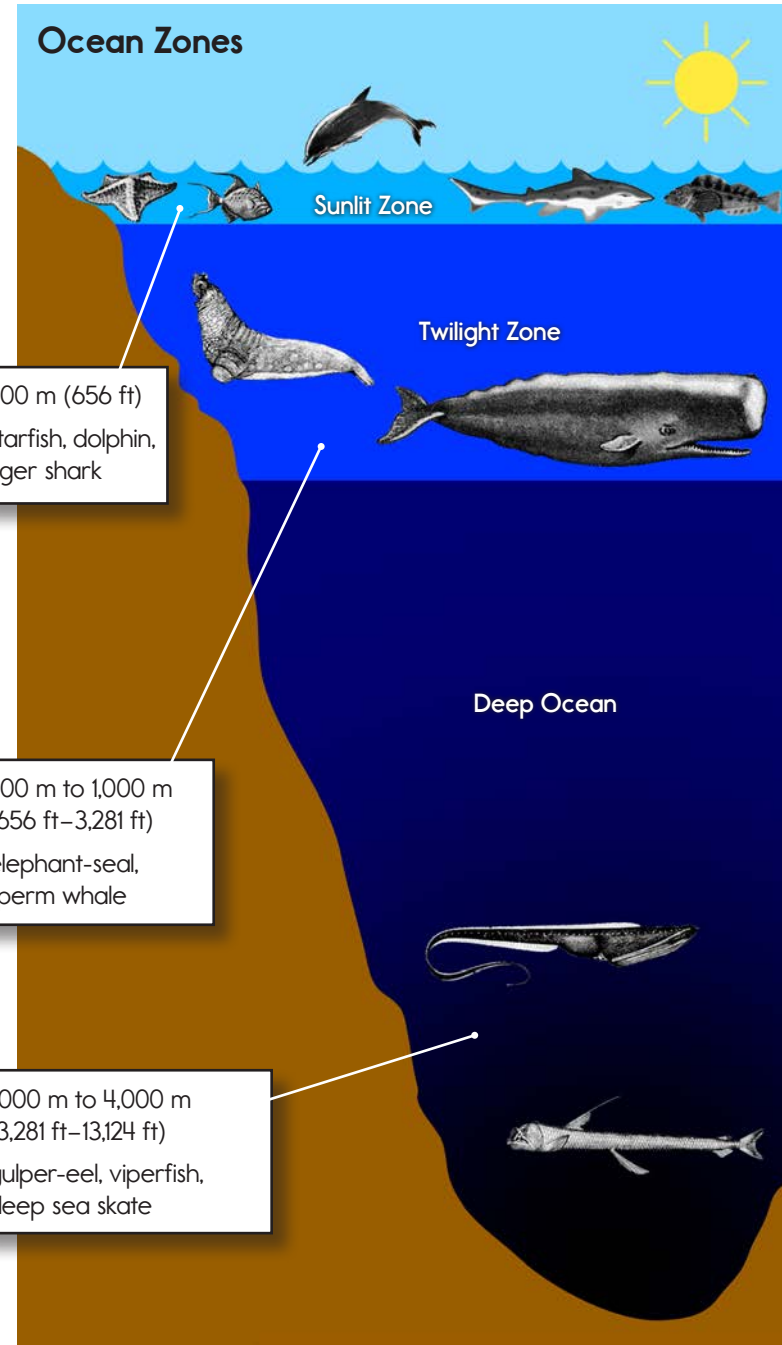 Ocean Zones
Sunlit Zone
Twilight Zone
00 m (656 ft)
tarfish, dolphin,
ger shark
Deep Ocean
00 m to 1,000 m
656 ft–3,281 ft)
elephant-seal,
perm whale
000 m to 4,000 m
3,281 ft–13,124 ft)
gulper-eel, viperfish,
deep sea skate